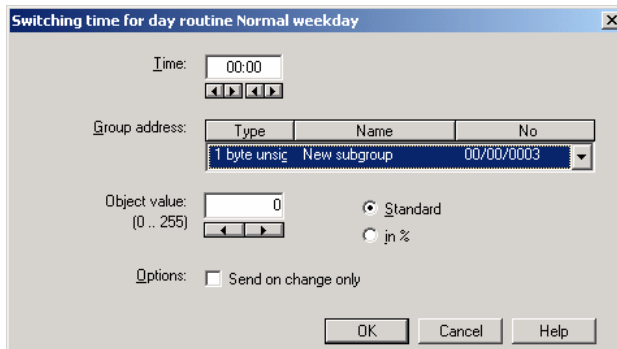 Switching time for day routine Normal weekday
Time:
00:00
Group address:
Type Name No
1 byte unsig New subgroup 00/00/0003
Object value:
(0 .. 255)
0
Standard
in %
Options:
Send on change only
OK Cancel Help